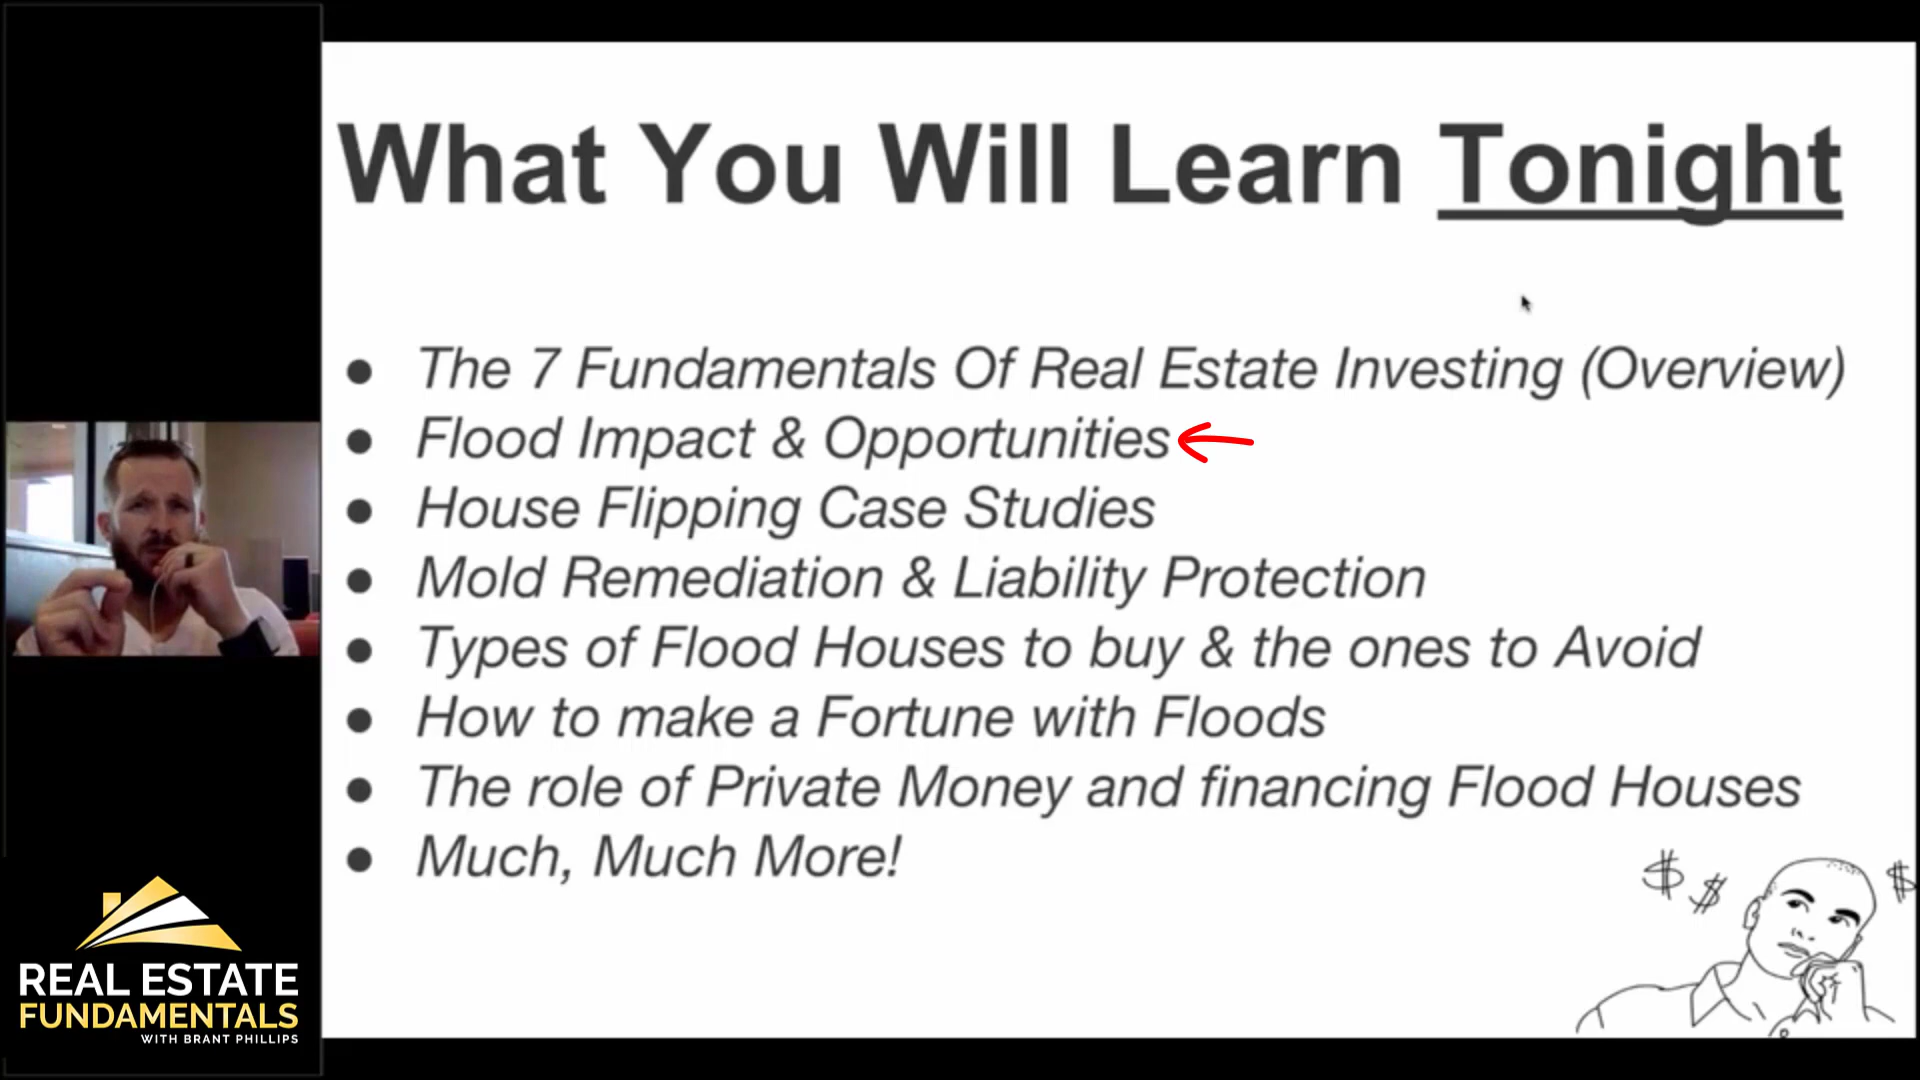 What You Will Learn Tonight
● The 7 Fundamentals Of Real Estate Investing (Overview)
● Flood Impact & Opportunities
● House Flipping Case Studies
● Mold Remediation & Liability Protection
● Types of Flood Houses to buy & the ones to Avoid
● How to make a Fortune with Floods
● The role of Private Money and financing Flood Houses
● Much, Much More!
$ $ $
REAL ESTATE
FUNDAMENTALS
WITH BRANT PHILLIPS